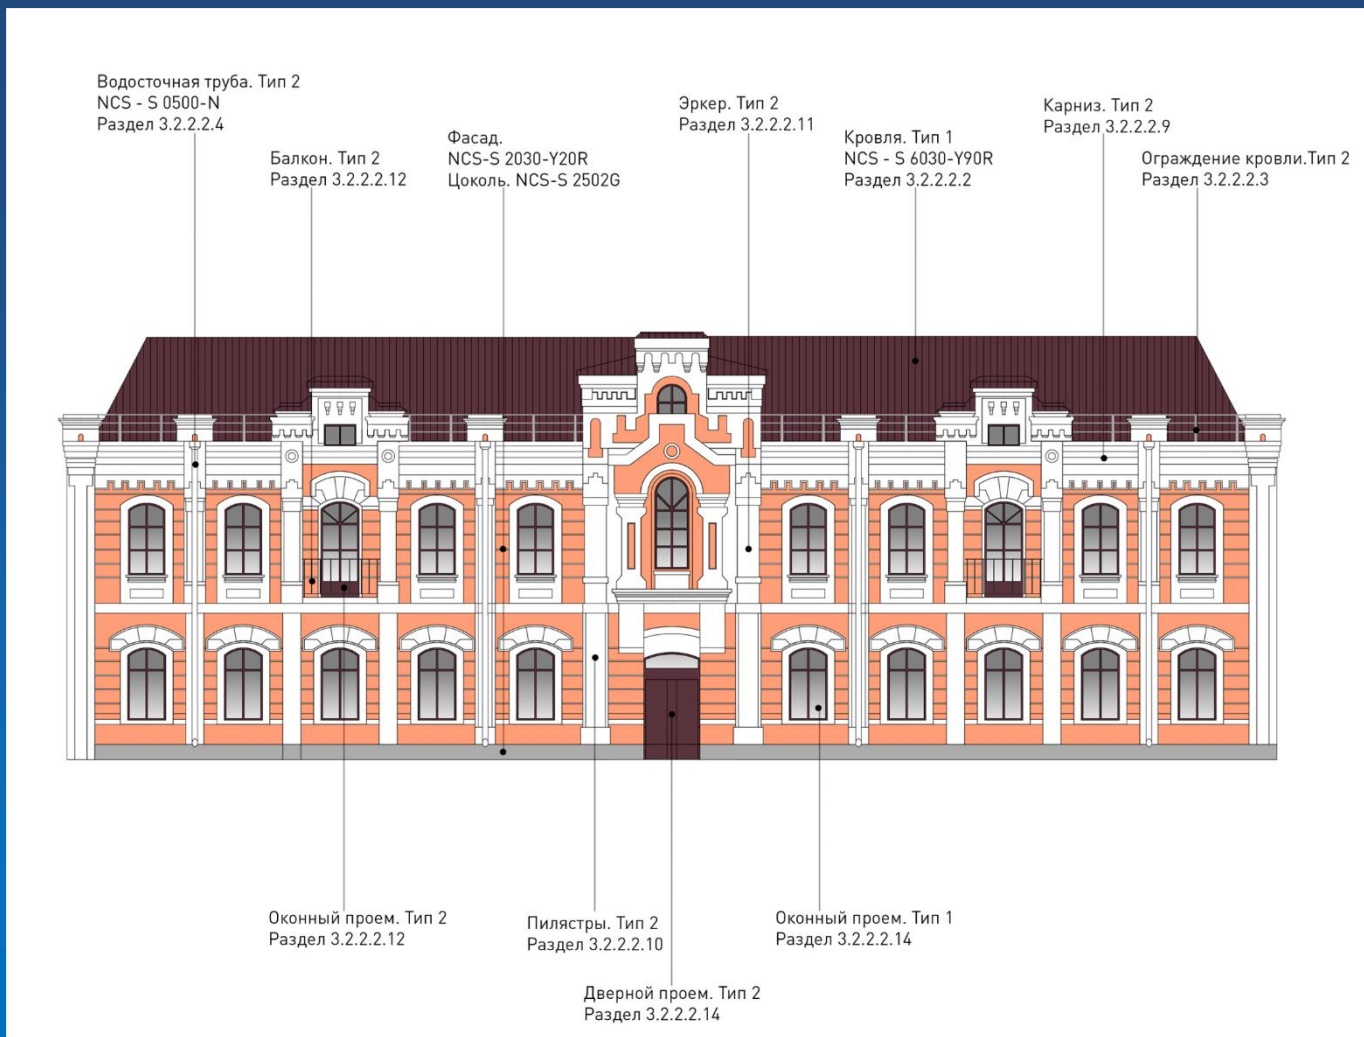 Водосточная труба. Тип 2
NCS - S 0500-N
Раздел 3.2.2.2.4
Балкон. Тип 2
Раздел 3.2.2.2.12
Фасад.
NCS-S 2030-Y20R
Цоколь. NCS-S 2502G
Эркер. Тип 2
Раздел 3.2.2.2.11
Кровля. Тип 1
NCS - S 6030-Y90R
Раздел 3.2.2.2.2
Карниз. Тип 2
Раздел 3.2.2.2.9
Ограждение кровли.Тип 2
Раздел 3.2.2.2.3
Оконный проем. Тип 2
Раздел 3.2.2.2.12
Пилястры. Тип 2
Раздел 3.2.2.2.10
Оконный проем. Тип 1
Раздел 3.2.2.2.14
Дверной проем. Тип 2
Раздел 3.2.2.2.14